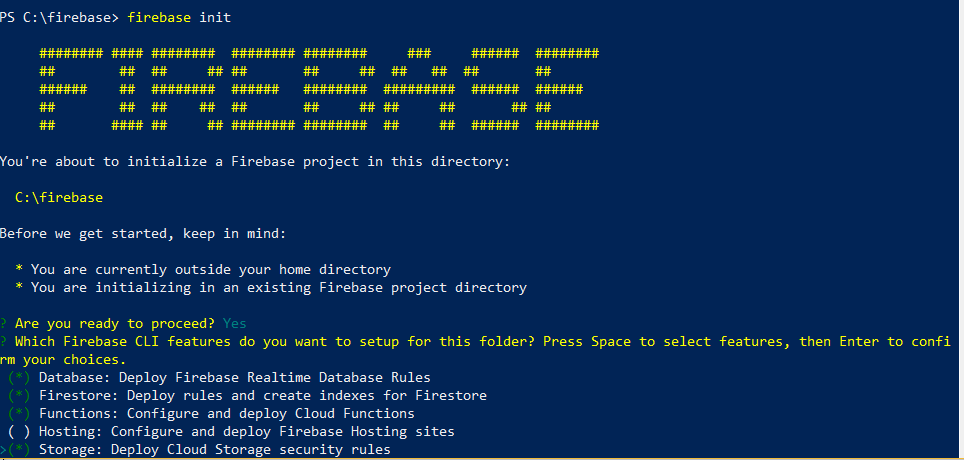 PS C:\firebase> firebase init
######## #### ########  ######## ########     ###     ######  ########
##        ##  ##     ## ##       ##     ##  ##   ##  ##       ##
######    ##  ########  ######   ########  #########  ######  ######
##        ##  ##    ##  ##       ##     ## ##     ##       ## ##
##       #### ##     ## ######## ########  ##     ##  ######  ########
You're about to initialize a Firebase project in this directory:
C:\firebase
Before we get started, keep in mind:
* You are currently outside your home directory
* You are initializing in an existing Firebase project directory
? Are you ready to proceed? Yes
? Which Firebase CLI features do you want to setup for this folder? Press Space to select features, then Enter to confi
rm your choices.
(*) Database: Deploy Firebase Realtime Database Rules
(*) Firestore: Deploy rules and create indexes for Firestore
(*) Functions: Configure and deploy Cloud Functions
( ) Hosting: Configure and deploy Firebase Hosting sites
>(*) Storage: Deploy Cloud Storage security rules